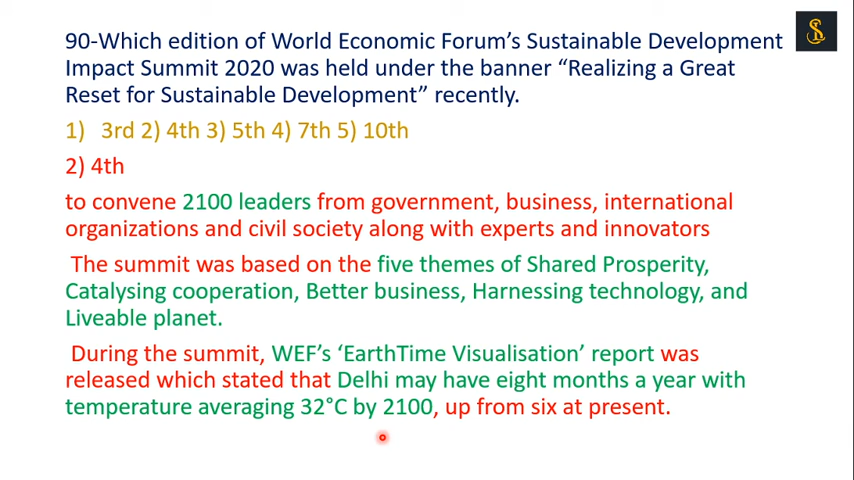 90-Which edition of World Economic Forum’s Sustainable Development
Impact Summit 2020 was held under the banner “Realizing a Great
Reset for Sustainable Development” recently.
1) 3rd 2) 4th 3) 5th 4) 7th 5) 10th
2) 4th
to convene 2100 leaders from government, business, international
organizations and civil society along with experts and innovators
The summit was based on the five themes of Shared Prosperity,
Catalysing cooperation, Better business, Harnessing technology, and
Liveable planet.
During the summit, WEF’s ‘EarthTime Visualisation’ report was
released which stated that Delhi may have eight months a year with
temperature averaging 32°C by 2100, up from six at present.